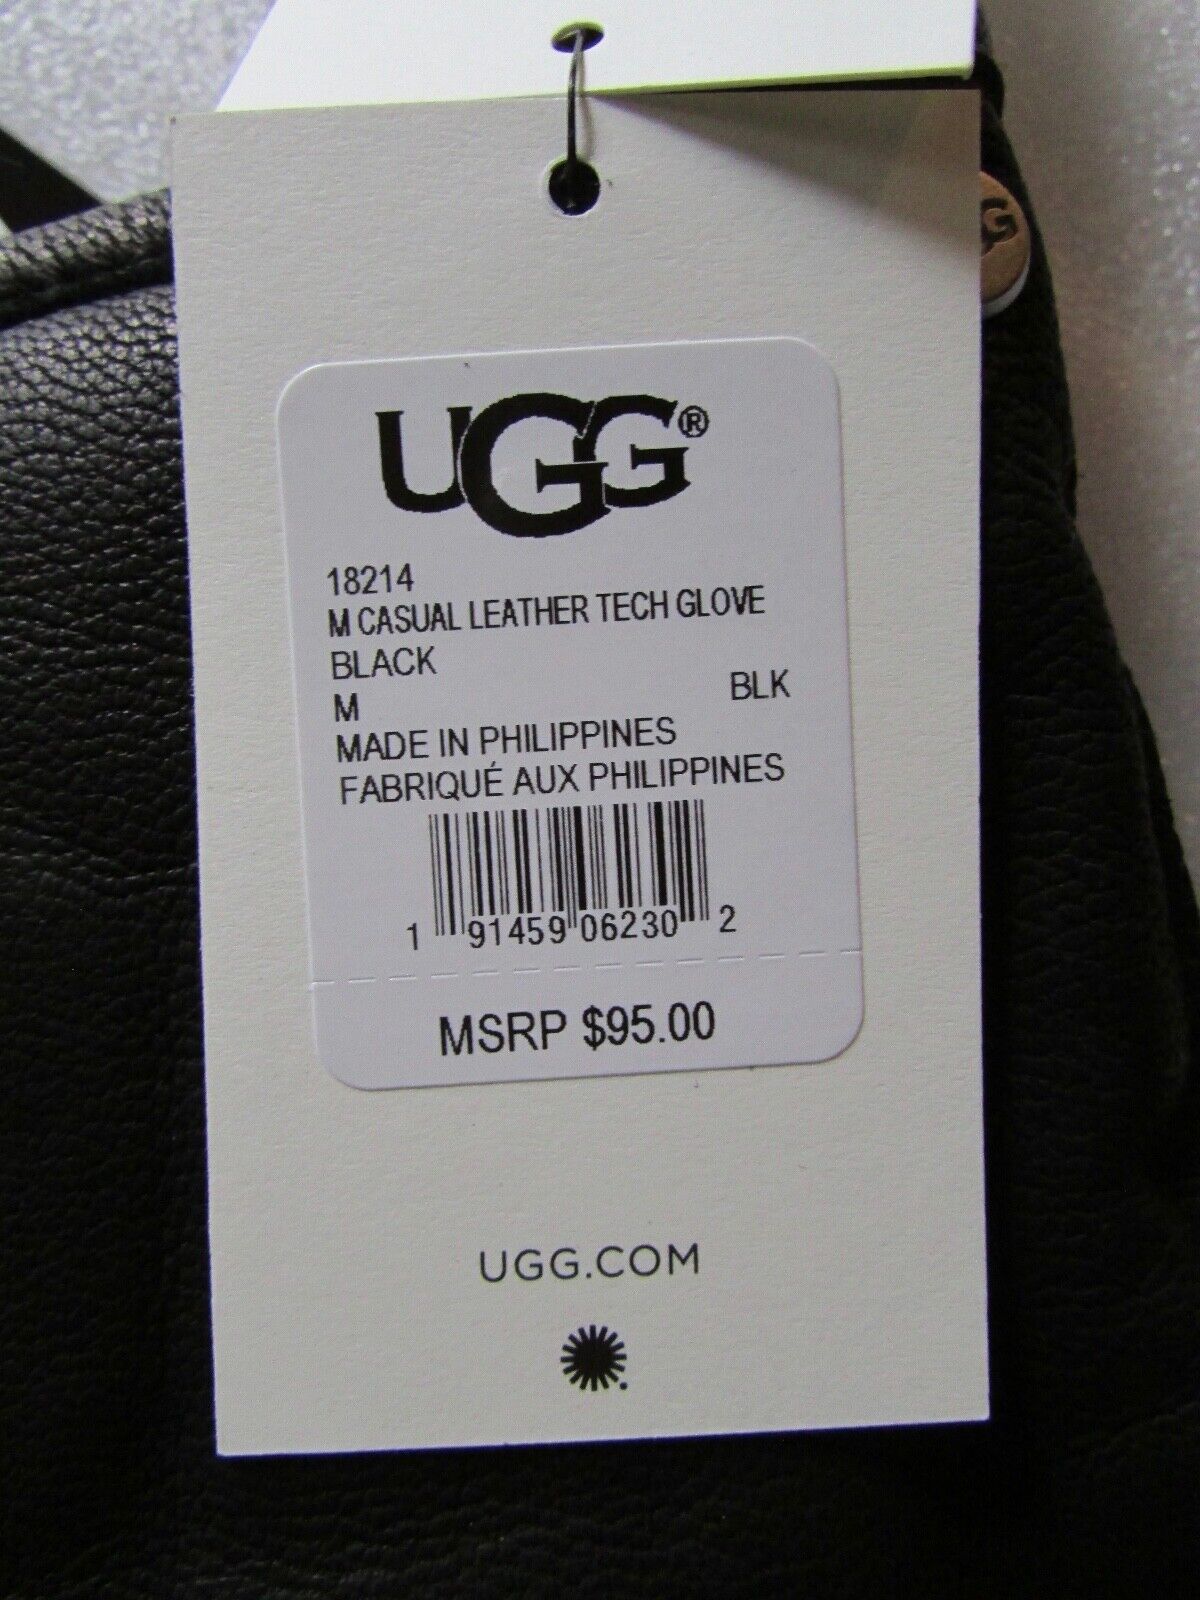 UGG®
18214
M CASUAL LEATHER TECH GLOVE
BLACK
M BLK
MADE IN PHILIPPINES
FABRIQUÉ AUX PHILIPPINES
1 91459 06230 2
MSRP $95.00
UGG.COM